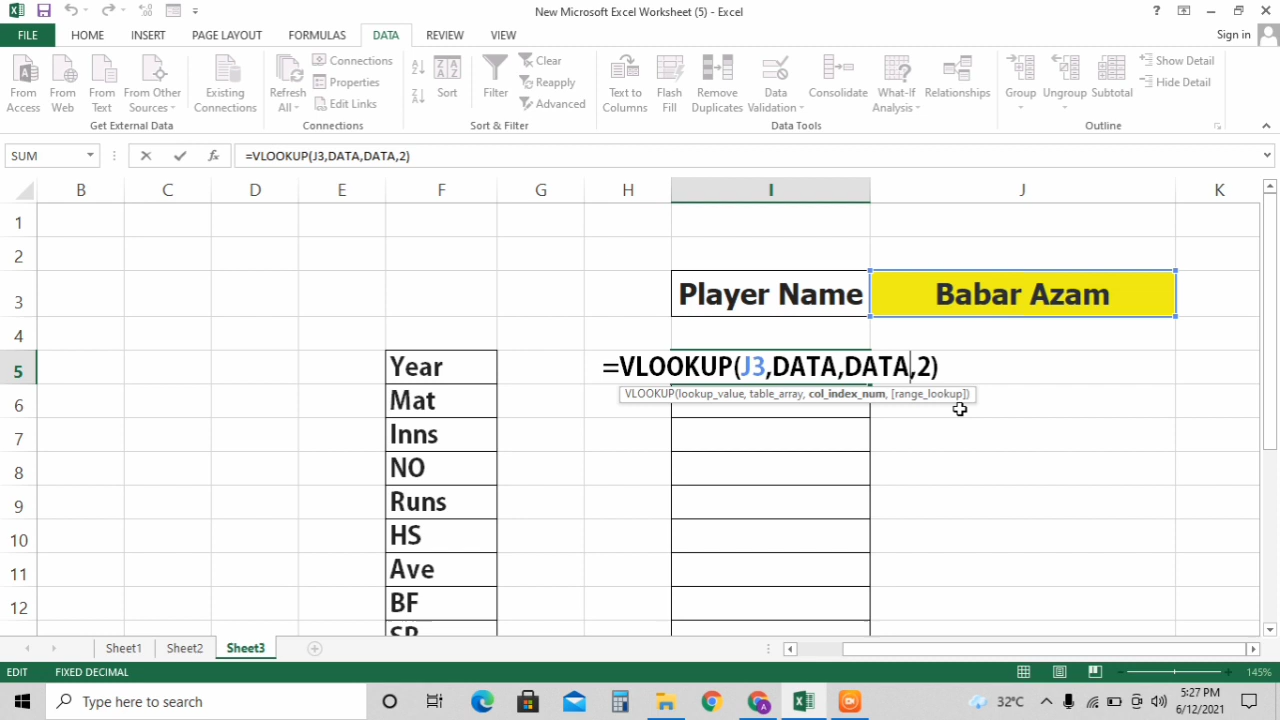 New Microsoft Excel Worksheet (5) - Excel
?
FILE HOME INSERT PAGE LAYOUT FORMULAS DATA REVIEW VIEW Sign in
From Access
From Web
From Text
From Other Sources
Get External Data
Existing Connections
Refresh All
Connections
Properties
Edit Links
Connections
Sort
Filter
Clear
Reapply
Advanced
Sort & Filter
Text to Columns
Flash Fill
Remove Duplicates
Data Validation
Consolidate
What-If Analysis
Relationships
Data Tools
Group
Ungroup
Subtotal
Show Detail
Hide Detail
Outline
SUM fx =VLOOKUP(J3,DATA,DATA,2)
B C D E F G H I J K
1
2
3 Player Name Babar Azam
4
5 Year =VLOOKUP(J3,DATA,DATA,2)
VLOOKUP(lookup_value, table_array, col_index_num, [range_lookup])
6 Mat
7 Inns
8 NO
9 Runs
10 HS
11 Ave
12 BF
SR
Sheet1 Sheet2 Sheet3
EDIT FIXED DECIMAL 145%
Type here to search
32°C
5:27 PM
6/12/2021